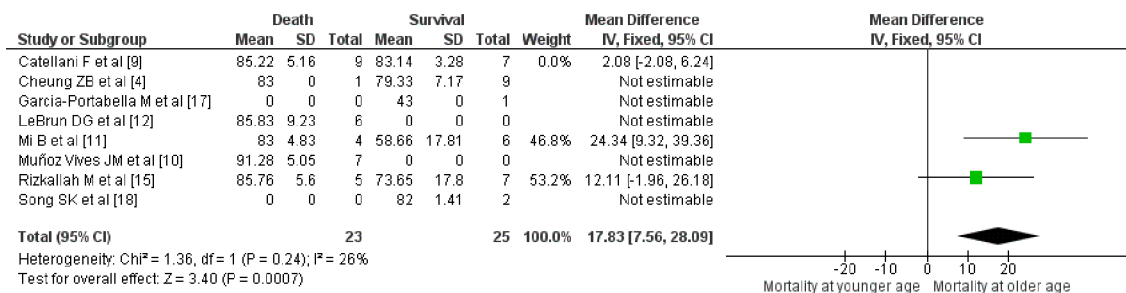 Death Survival Mean Difference Mean Difference
Study or Subgroup Mean SD Total Mean SD Total Weight IV, Fixed, 95% CI IV, Fixed, 95% CI
Catellani F et al [9] 85.22 5.16 9 83.14 3.28 7 0.0% 2.08 [-2.08, 6.24]
Cheung ZB et al [4] 83 0 1 79.33 7.17 9 Not estimable
Garcia-Portabella M et al [17] 0 0 0 43 0 1 Not estimable
LeBrun DG et al [12] 85.83 9.23 6 0 0 0 Not estimable
Mi B et al [11] 83 4.83 4 58.66 17.81 6 46.8% 24.34 [9.32, 39.36]
Muñoz Vives JM et al [10] 91.28 5.05 7 0 0 0 Not estimable
Rizkallah M et al [15] 85.76 5.6 5 73.65 17.8 7 53.2% 12.11 [-1.96, 26.18]
Song SK et al [18] 0 0 0 82 1.41 2 Not estimable
Total (95% CI) 23 25 100.0% 17.83 [7.56, 28.09]
Heterogeneity: Chi² = 1.36, df = 1 (P = 0.24); I² = 26%
Test for overall effect: Z = 3.40 (P = 0.0007)
-20 -10 0 10 20
Mortality at younger age Mortality at older age